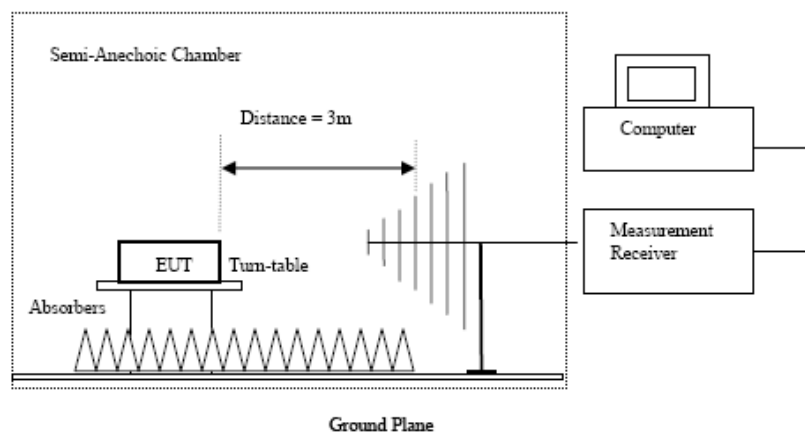 Semi-Anechoic Chamber
Distance = 3m
Computer
Measurement
Receiver
EUT
Turn-table
Absorbers
Ground Plane